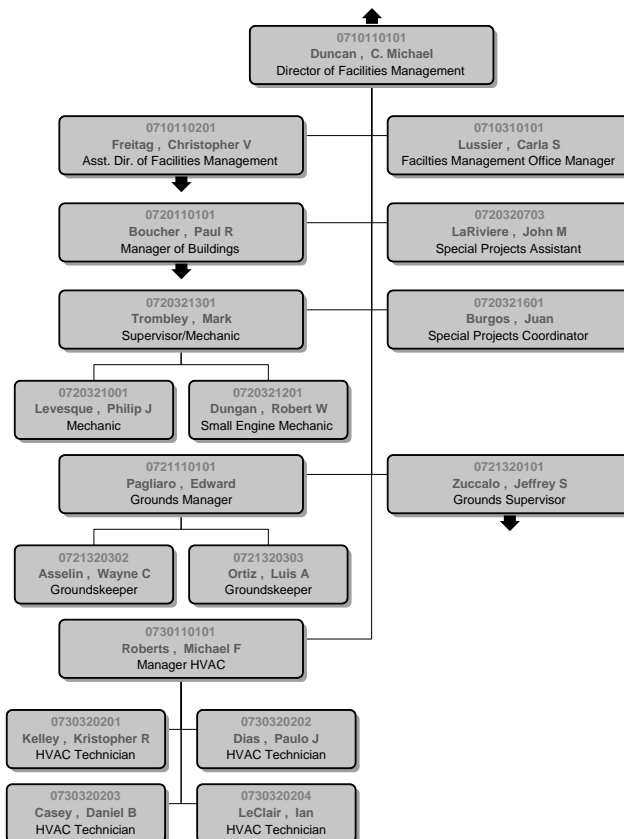 0710110101
Duncan , C. Michael
Director of Facilities Management
0710110201
Freitag , Christopher V
Asst. Dir. of Facilities Management
0710310101
Lussier , Carla S
Facilties Management Office Manager
0720110101
Boucher , Paul R
Manager of Buildings
0720320703
LaRiviere , John M
Special Projects Assistant
0720321301
Trombley , Mark
Supervisor/Mechanic
0720321601
Burgos , Juan
Special Projects Coordinator
0720321001
Levesque , Philip J
Mechanic
0720321201
Dungan , Robert W
Small Engine Mechanic
0721110101
Pagliaro , Edward
Grounds Manager
0721320101
Zuccalo , Jeffrey S
Grounds Supervisor
0721320302
Asselin , Wayne C
Groundskeeper
0721320303
Ortiz , Luis A
Groundskeeper
0730110101
Roberts , Michael F
Manager HVAC
0730320201
Kelley , Kristopher R
HVAC Technician
0730320202
Dias , Paulo J
HVAC Technician
0730320203
Casey , Daniel B
HVAC Technician
0730320204
LeClair , Ian
HVAC Technician